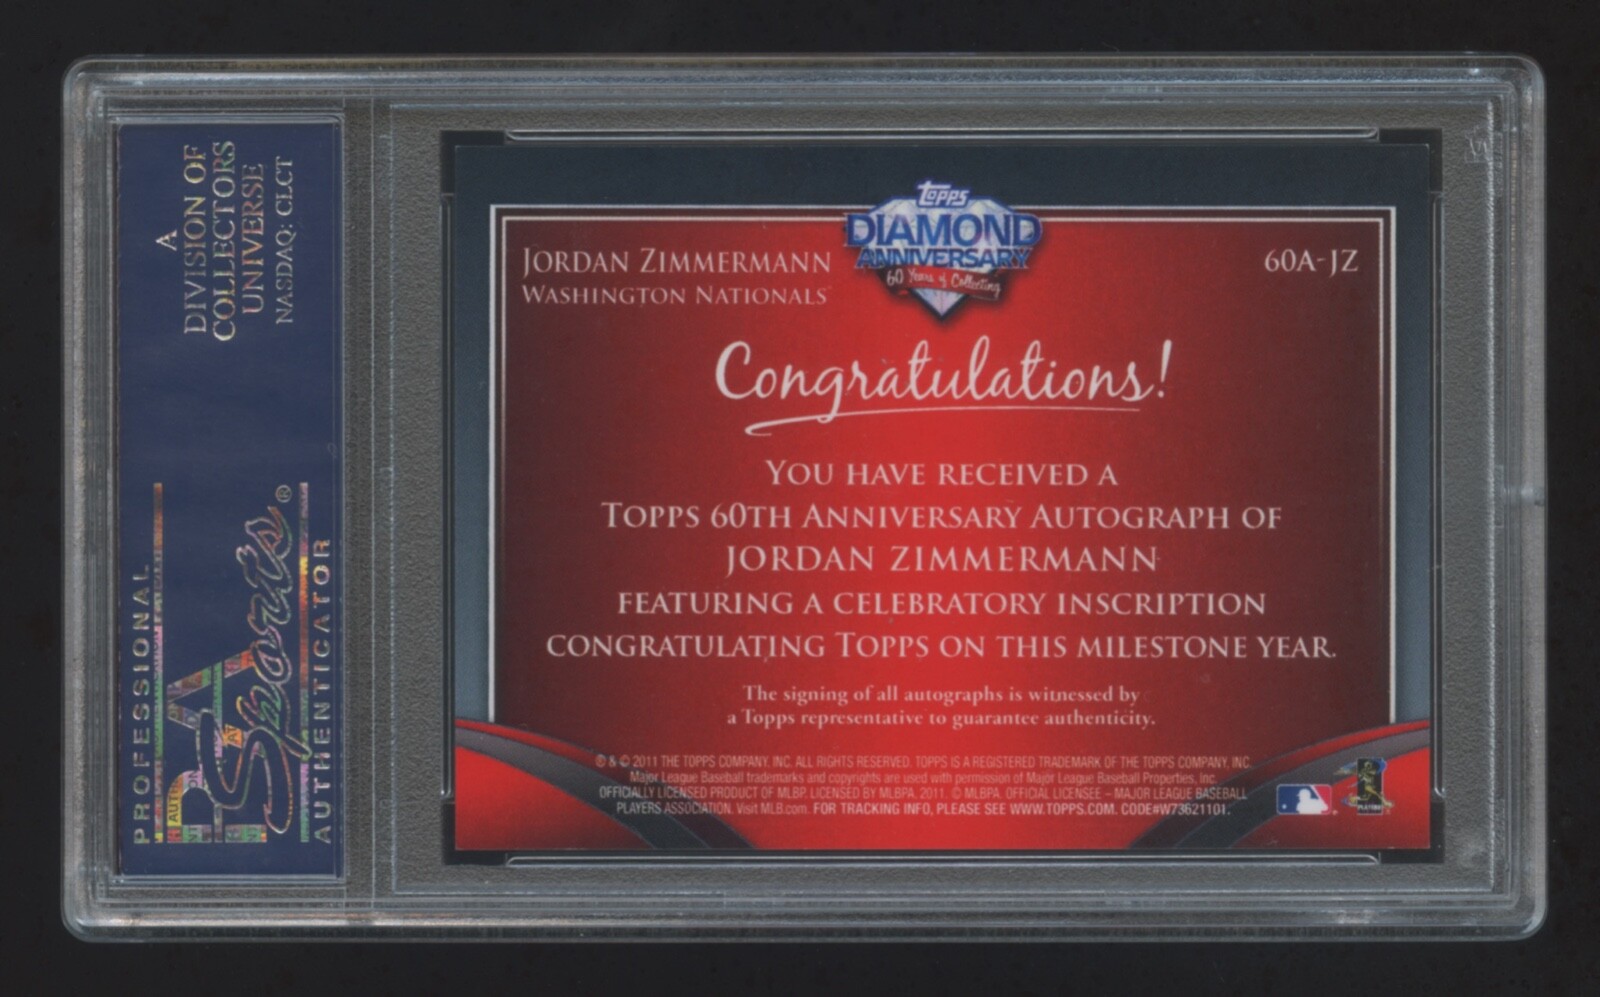 A
DIVISION OF
COLLECTORS
UNIVERSE
NASDAQ: CLCT
PROFESSIONAL
PSA
Sports®
AUTHENTICATOR
JORDAN ZIMMERMANN
WASHINGTON NATIONALS®
topps
DIAMOND
ANNIVERSARY
60 Years of Collecting
60A-JZ
Congratulations!
YOU HAVE RECEIVED A
TOPPS 60TH ANNIVERSARY AUTOGRAPH OF
JORDAN ZIMMERMANN
FEATURING A CELEBRATORY INSCRIPTION
CONGRATULATING TOPPS ON THIS MILESTONE YEAR.
The signing of all autographs is witnessed by
a Topps representative to guarantee authenticity.
® & © 2011 THE TOPPS COMPANY, INC. ALL RIGHTS RESERVED. TOPPS IS A REGISTERED TRADEMARK OF THE TOPPS COMPANY, INC.
Major League Baseball trademarks and copyrights are used with permission of Major League Baseball Properties, Inc.
OFFICIALLY LICENSED PRODUCT OF MLBP. LICENSED BY MLBPA. 2011. © MLBPA. OFFICIAL LICENSEE – MAJOR LEAGUE BASEBALL
PLAYERS ASSOCIATION. Visit MLB.com. FOR TRACKING INFO, PLEASE SEE WWW.TOPPS.COM. CODE#W73621101.